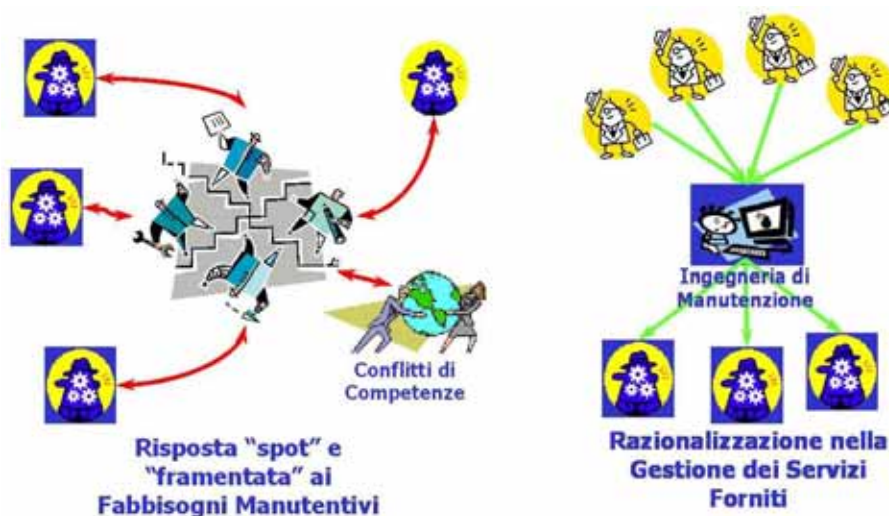 Conflitti di
Competenze
Risposta "spot" e
"framentata" ai
Fabbisogni Manutentivi
Ingegneria di
Manutenzione
Razionalizzazione nella
Gestione dei Servizi
Forniti